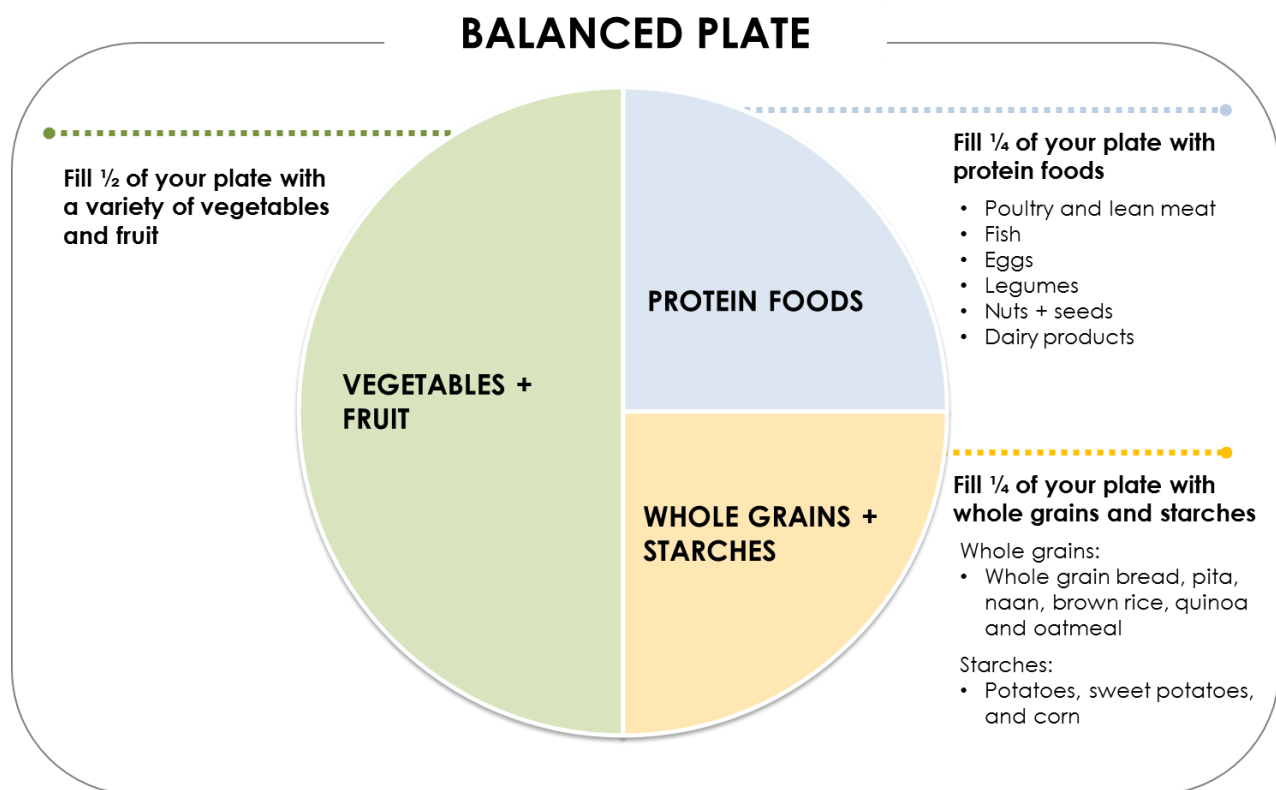 BALANCED PLATE
Fill ½ of your plate with
a variety of vegetables
and fruit
VEGETABLES +
FRUIT
PROTEIN FOODS
WHOLE GRAINS +
STARCHES
Fill ¼ of your plate with
protein foods
• Poultry and lean meat
• Fish
• Eggs
• Legumes
• Nuts + seeds
• Dairy products
Fill ¼ of your plate with
whole grains and starches
Whole grains:
• Whole grain bread, pita,
naan, brown rice, quinoa
and oatmeal
Starches:
• Potatoes, sweet potatoes,
and corn